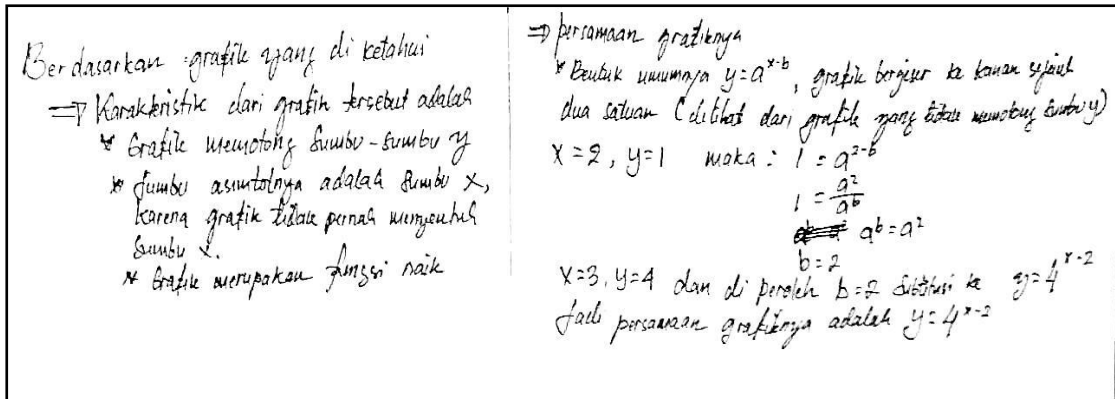 Berdasarkan grafik yang di ketahui
⇒ Karakteristik dari grafik tersebut adalah
* Grafik memotong Sumbu-sumbu y
* Sumbu asimtotnya adalah sumbu x,
karena grafik tidak pernah menyentuh
Sumbu x.
* Grafik merupakan fungsi naik
⇒ persamaan grafiknya
* Bentuk umumnya y = a^{x-b}, grafik bergeser ke kanan sejauh
dua satuan (dilihat dari grafik yang tidak memotong sumbu y)
x = 2, y = 1 maka : 1 = a^{2-b}
1 = a^2/a^b
a^b = a^2
b = 2
x = 3, y = 4 dan di peroleh b = 2 substitusi ke y = 4^{x-2}
Jadi persamaan grafiknya adalah y = 4^{x-2}